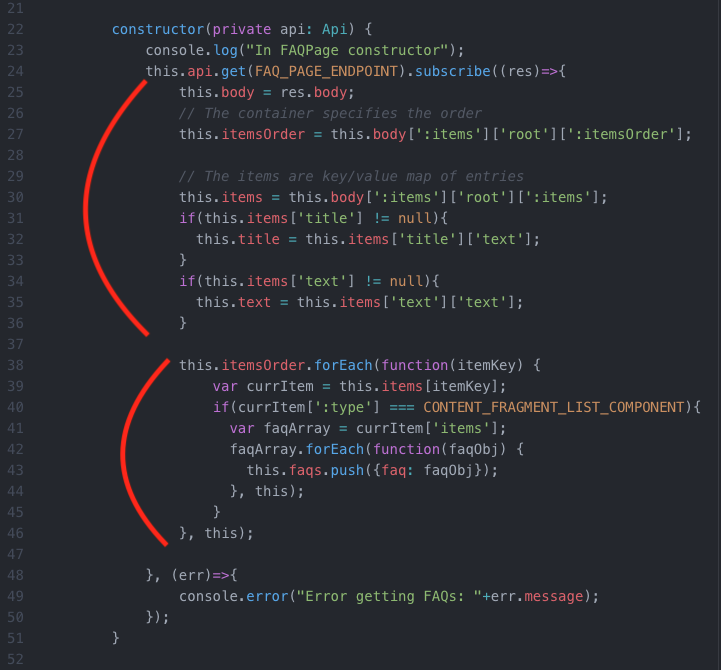 21
22 constructor(private api: Api) {
23 console.log("In FAQPage constructor");
24 this.api.get(FAQ_PAGE_ENDPOINT).subscribe((res)=>{
25 this.body = res.body;
26 // The container specifies the order
27 this.itemsOrder = this.body[':items']['root'][':itemsOrder'];
28
29 // The items are key/value map of entries
30 this.items = this.body[':items']['root'][':items'];
31 if(this.items['title'] != null){
32 this.title = this.items['title']['text'];
33 }
34 if(this.items['text'] != null){
35 this.text = this.items['text']['text'];
36 }
37
38 this.itemsOrder.forEach(function(itemKey) {
39 var currItem = this.items[itemKey];
40 if(currItem[':type'] === CONTENT_FRAGMENT_LIST_COMPONENT){
41 var faqArray = currItem['items'];
42 faqArray.forEach(function(faqObj) {
43 this.faqs.push({faq: faqObj});
44 }, this);
45 }
46 }, this);
47
48 }, (err)=>{
49 console.error("Error getting FAQs: "+err.message);
50 });
51 }
52